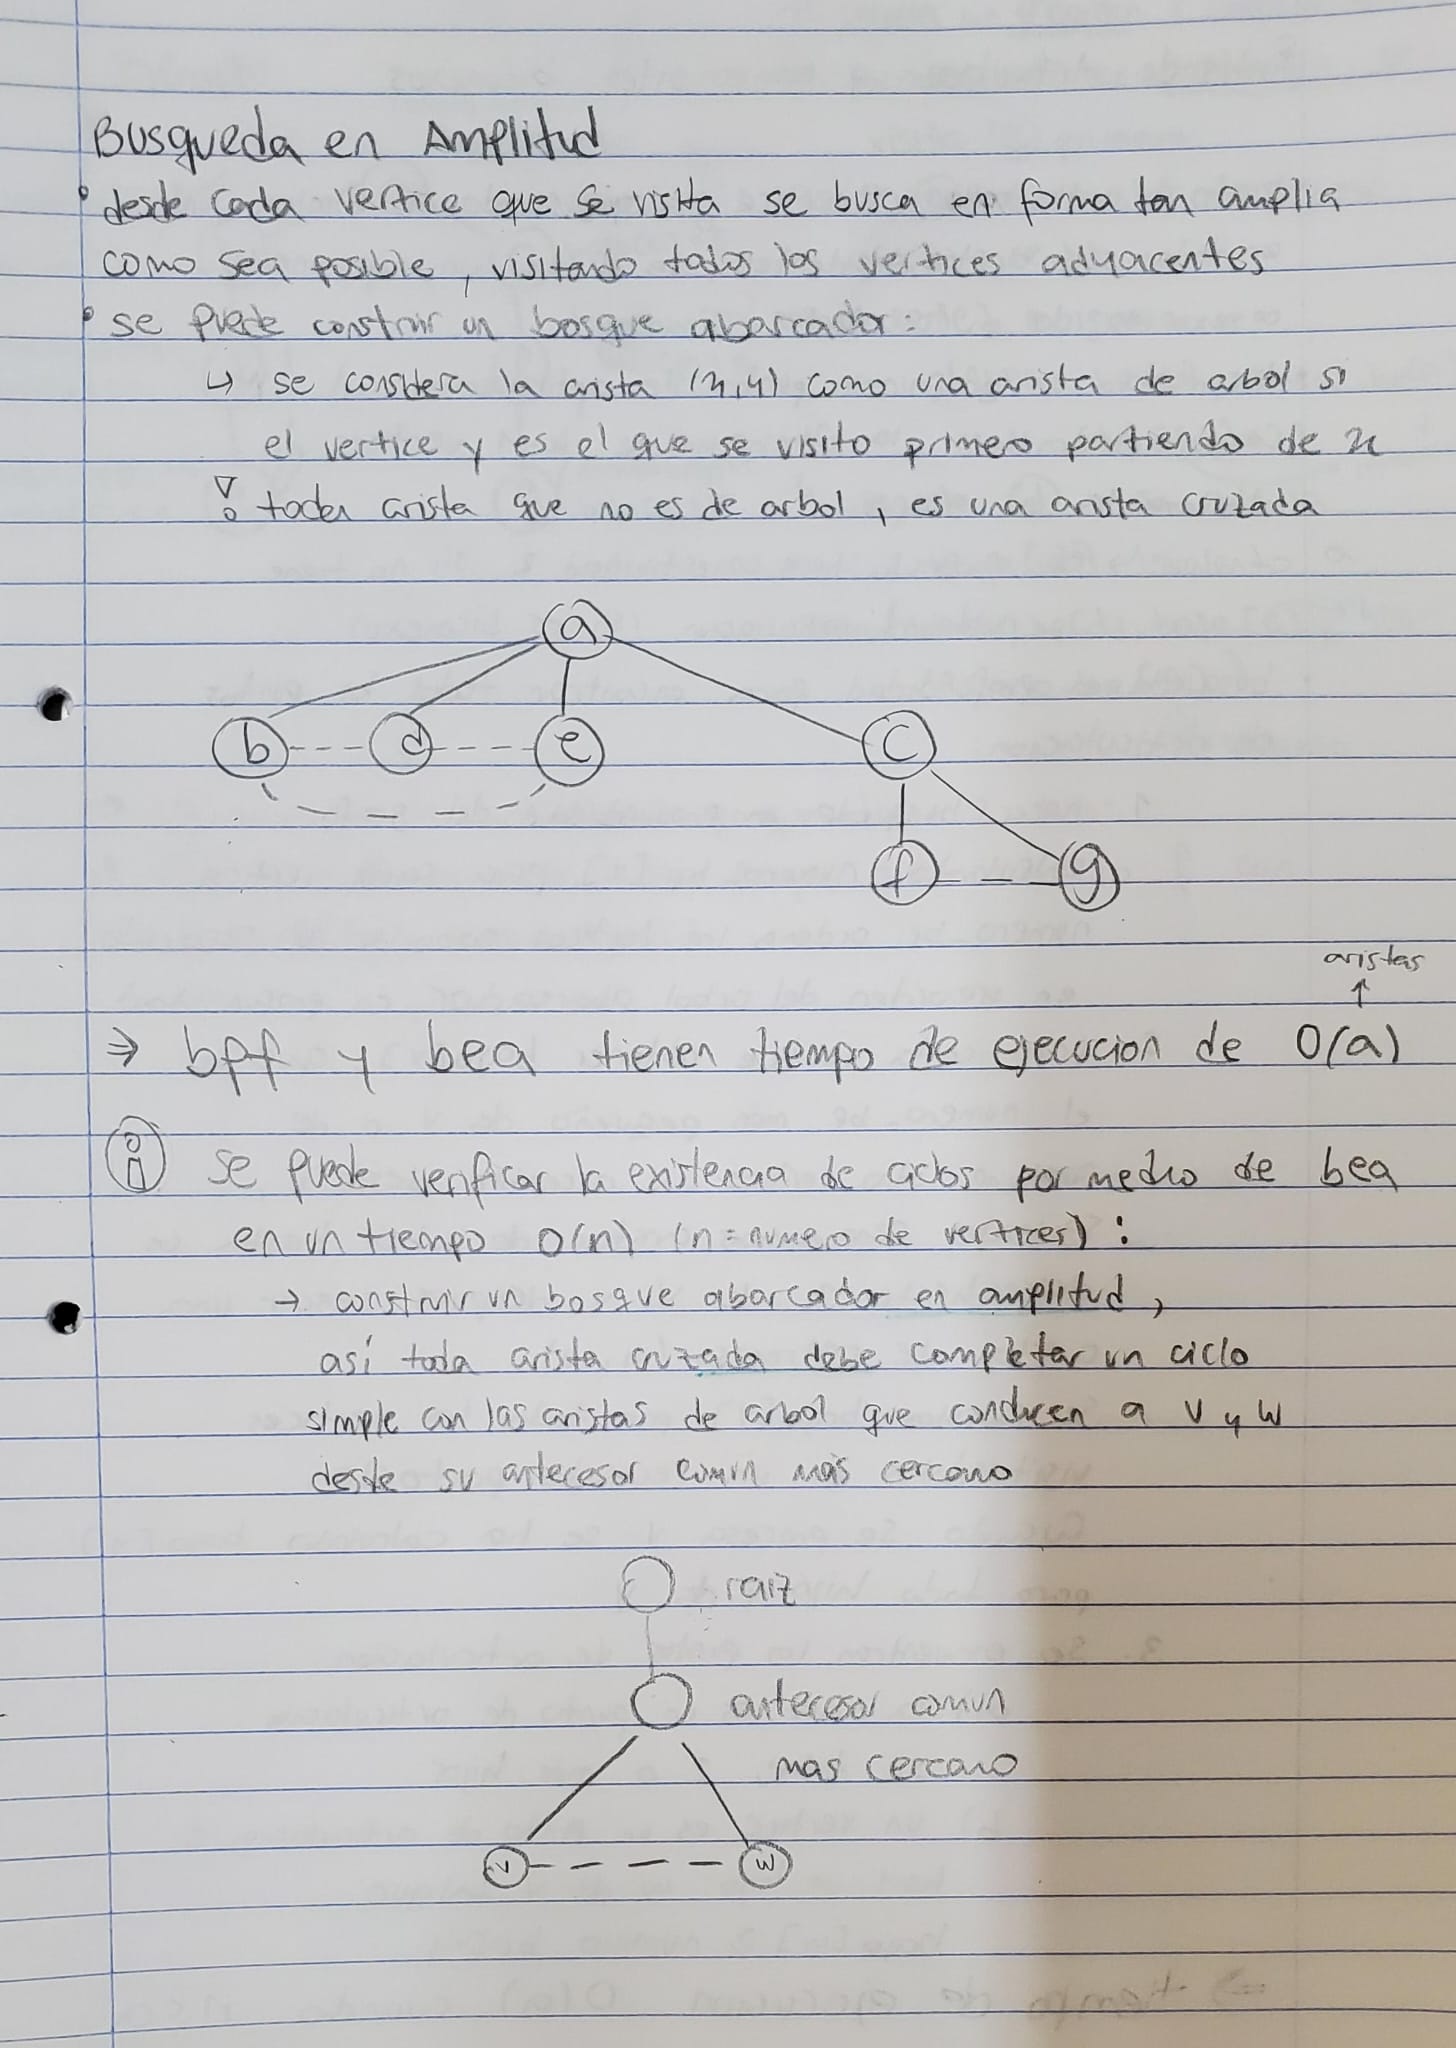 Busqueda en Amplitud
• desde cada vertice que se visita se busca en forma tan amplia
como sea posible, visitando todos los vertices adyacentes
• se puede construir un bosque abarcador:
↳ se considera la arista (x,y) como una arista de arbol si
el vertice y es el que se visito primero partiendo de x
toda arista que no es de arbol, es una arista cruzada
a
b d e c
f g
aristas
↑
⇒ bpf y bea tienen tiempo de ejecucion de O(a)
i se puede verificar la existencia de ciclos por medio de bea
en un tiempo O(n) (n = numero de vertices):
→ construir un bosque abarcador en amplitud,
así toda arista cruzada debe completar un ciclo
simple con las aristas de arbol que conducen a v y w
desde su antecesor comun más cercano
raiz
antecesor comun
mas cercano
v w